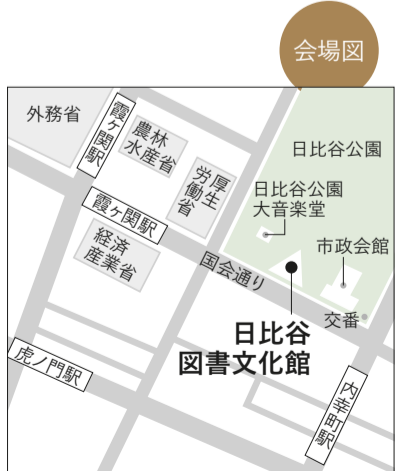 会場図
外務省
霞ケ関駅
農林
水産省
厚生
労働省
日比谷公園
日比谷公園
大音楽堂
霞ケ関駅
経済
産業省
国会通り
市政会館
交番
日比谷
図書文化館
虎ノ門駅
内幸町駅